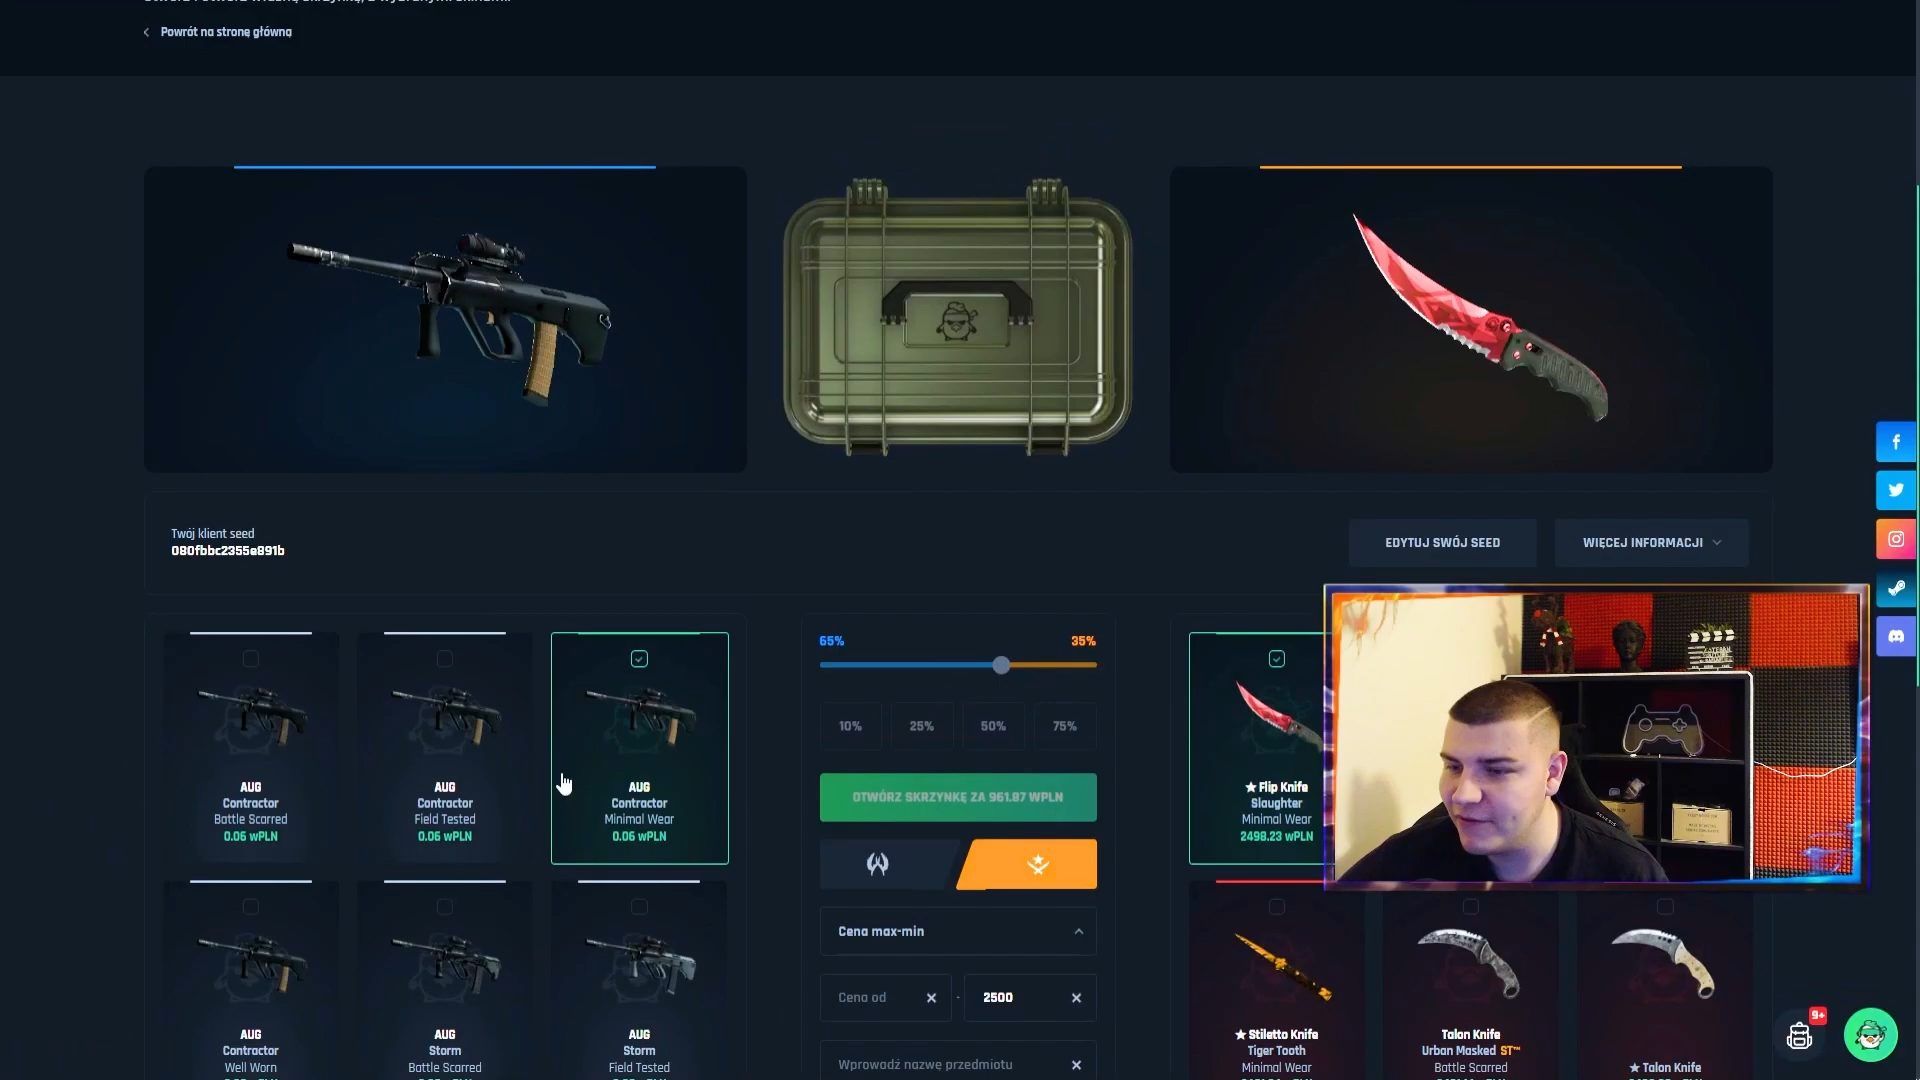 Powrót na stronę główną
Twój klient seed
080fbbc2355e891b
EDYTUJ SWÓJ SEED
WIĘCEJ INFORMACJI
65%
35%
10%
25%
50%
75%
OTWÓRZ SKRZYNKĘ ZA 961.87 WPLN
Cena max-min
Cena od
-
2500
Wprowadź nazwę przedmiotu
AUG
Contractor
Battle Scarred
0.06 wPLN
AUG
Contractor
Field Tested
0.06 wPLN
AUG
Contractor
Minimal Wear
0.06 wPLN
AUG
Contractor
Well Worn
AUG
Storm
Battle Scarred
AUG
Storm
Field Tested
★ Flip Knife
Slaughter
Minimal Wear
2498.23 wPLN
★ Stiletto Knife
Tiger Tooth
Minimal Wear
Talon Knife
Urban Masked ST™
Battle Scarred
★ Talon Knife
9+